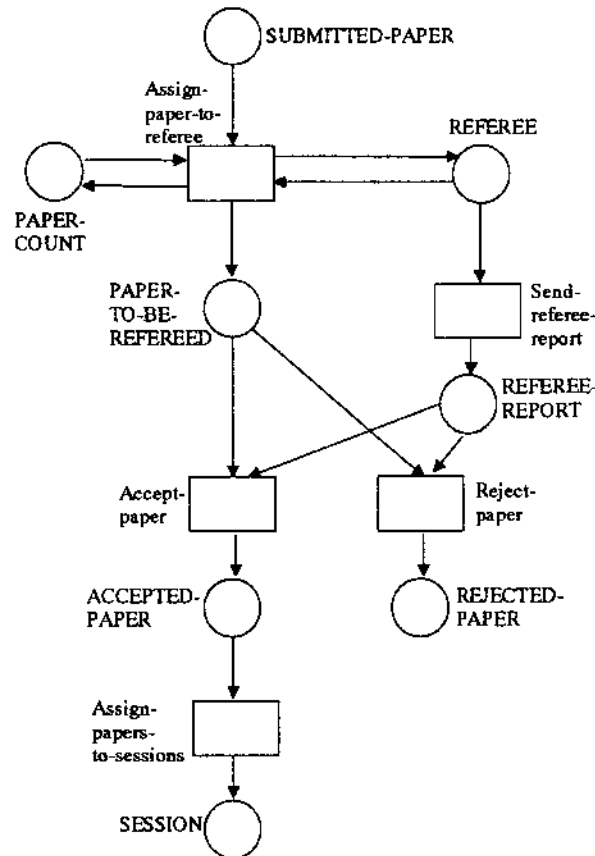 SUBMITTED-PAPER
Assign-
paper-to-
referee
REFEREE
PAPER-
COUNT
PAPER-
TO-BE-
REFEREED
Send-
referee-
report
REFEREE-
REPORT
Accept-
paper
Reject-
paper
ACCEPTED-
PAPER
REJECTED-
PAPER
Assign-
papers-
to-sessions
SESSION